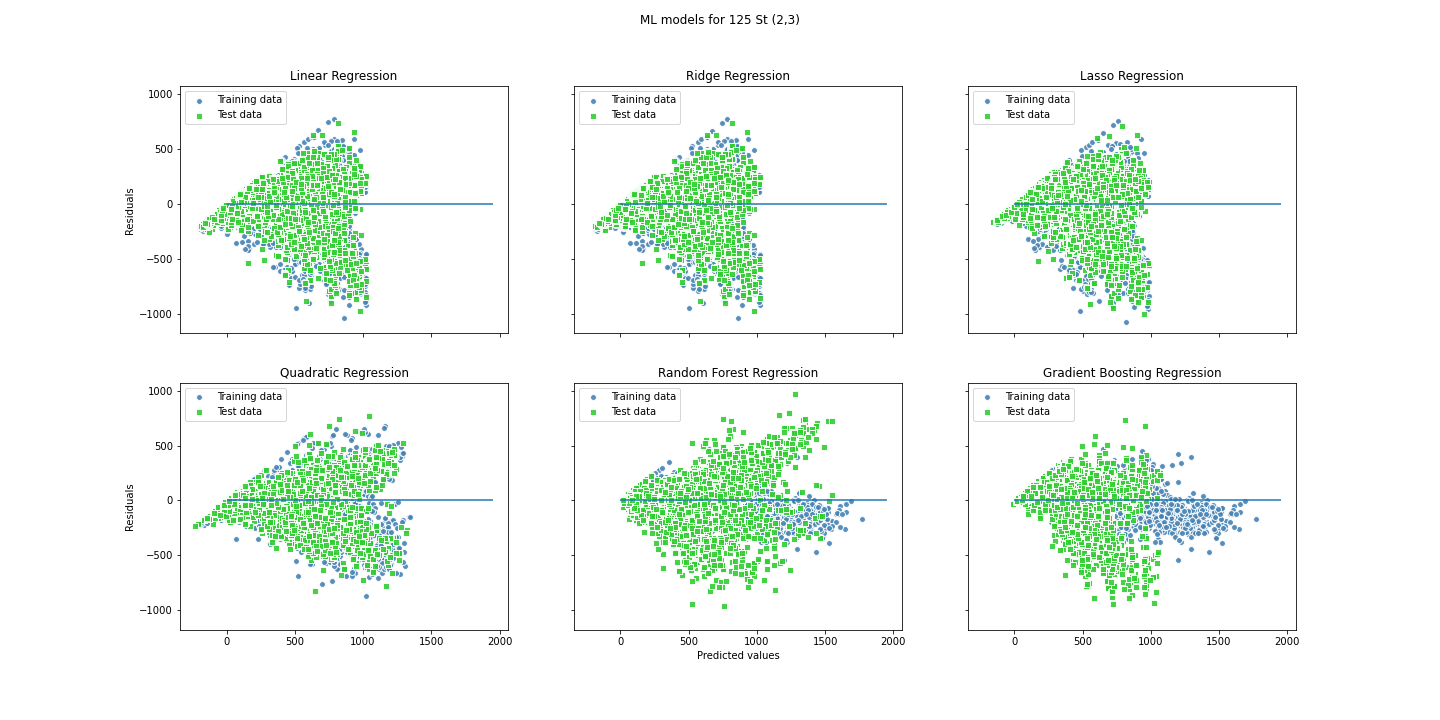 ML models for 125 St (2,3)
Linear Regression
Ridge Regression
Lasso Regression
Training data
Test data
Training data
Test data
Training data
Test data
1000
500
0
−500
−1000
Residuals
Quadratic Regression
Random Forest Regression
Gradient Boosting Regression
Training data
Test data
Training data
Test data
Training data
Test data
1000
500
0
−500
−1000
Residuals
0 500 1000 1500 2000
0 500 1000 1500 2000
0 500 1000 1500 2000
Predicted values